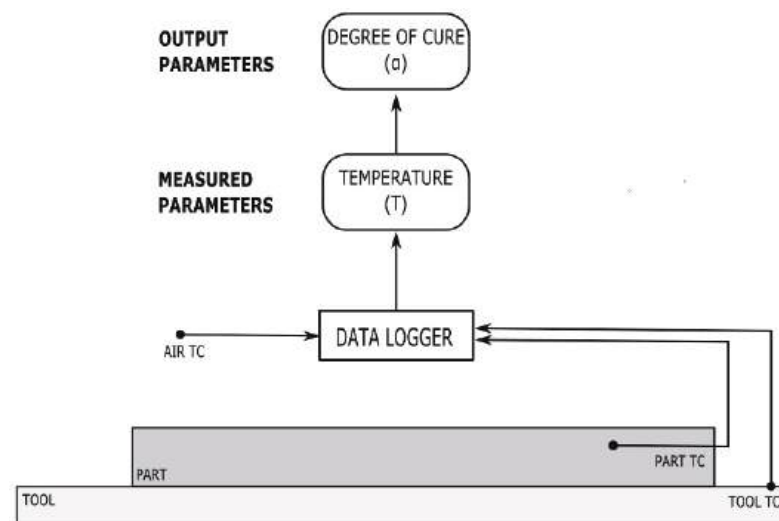 OUTPUT
PARAMETERS
DEGREE OF CURE
(α)
MEASURED
PARAMETERS
TEMPERATURE
(T)
DATA LOGGER
AIR TC
PART TC
PART
TOOL
TOOL TC